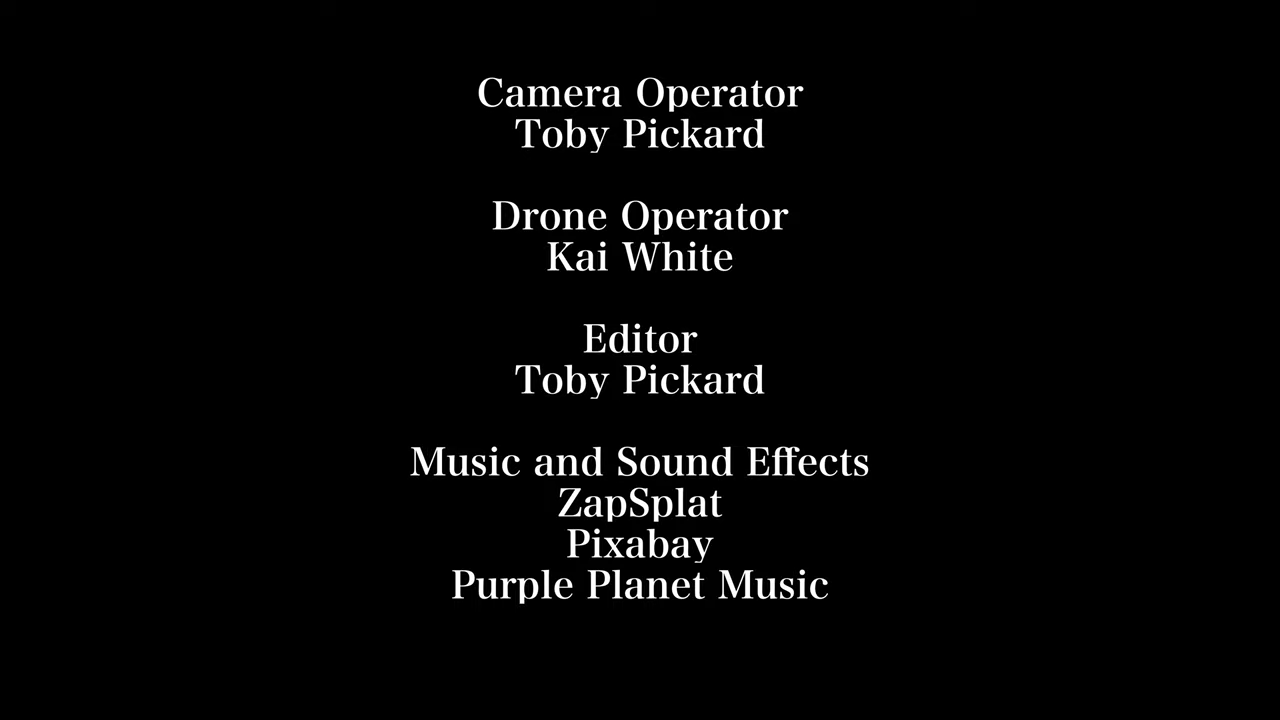 Camera Operator
Toby Pickard
Drone Operator
Kai White
Editor
Toby Pickard
Music and Sound Effects
ZapSplat
Pixabay
Purple Planet Music